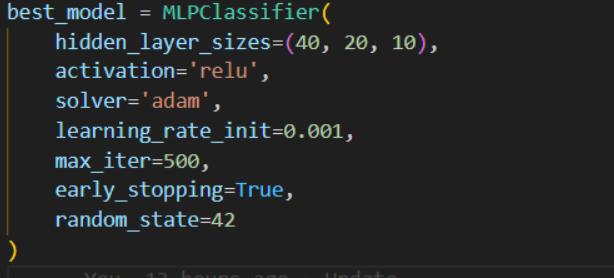 best_model = MLPClassifier(
    hidden_layer_sizes=(40, 20, 10),
    activation='relu',
    solver='adam',
    learning_rate_init=0.001,
    max_iter=500,
    early_stopping=True,
    random_state=42
)
You, 13 hours ago • Update